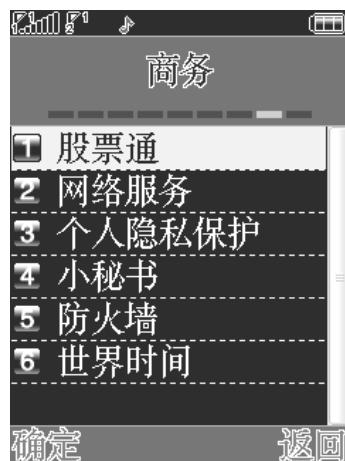 商务
1 股票通
2 网络服务
3 个人隐私保护
4 小秘书
5 防火墙
6 世界时间
确定 返回